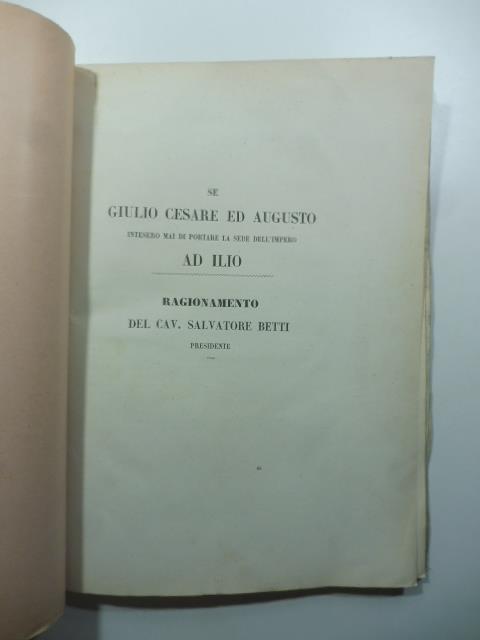 SE
GIULIO CESARE ED AUGUSTO
INTESERO MAI DI PORTARE LA SEDE DELL'IMPERO
AD ILIO
RAGIONAMENTO
DEL CAV. SALVATORE BETTI
PRESIDENTE